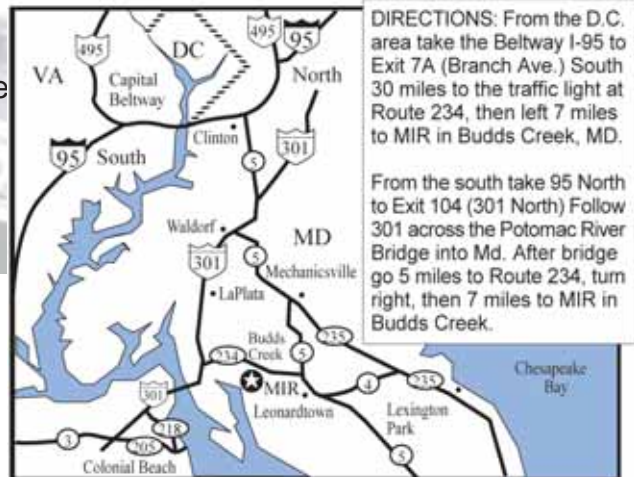 DIRECTIONS: From the D.C.
area take the Beltway I-95 to
Exit 7A (Branch Ave.) South
30 miles to the traffic light at
Route 234, then left 7 miles
to MIR in Budds Creek, MD.
From the south take 95 North
to Exit 104 (301 North) Follow
301 across the Potomac River
Bridge into Md. After bridge
go 5 miles to Route 234, turn
right, then 7 miles to MIR in
Budds Creek.
495
DC
495
95
VA
Capital
Beltway
North
Clinton
301
5
95
South
Waldorf
MD
301
5
Mechanicsville
LaPlata
235
Budds
Creek
234
5
MIR
4
235
Chesapeake
Bay
301
Leonardtown
Lexington
Park
218
3
205
5
Colonial Beach